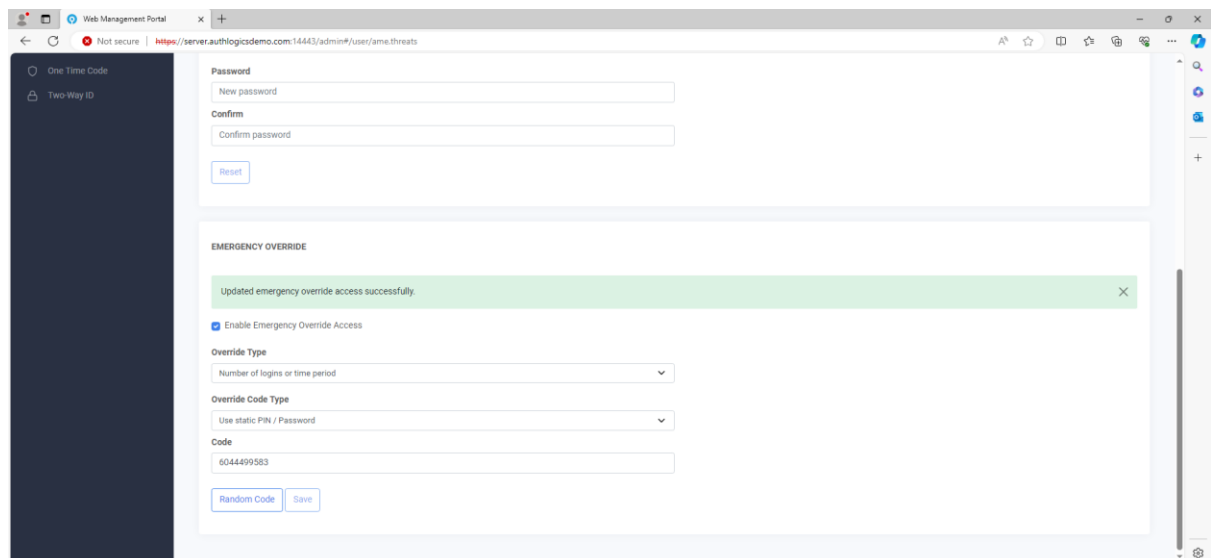 Web Management Portal
Not secure
https://server.authlogicsdemo.com:14443/admin#/user/ame.threats
One Time Code
Two-Way ID
Password
New password
Confirm
Confirm password
Reset
EMERGENCY OVERRIDE
Updated emergency override access successfully.
Enable Emergency Override Access
Override Type
Number of logins or time period
Override Code Type
Use static PIN / Password
Code
6044499583
Random Code
Save